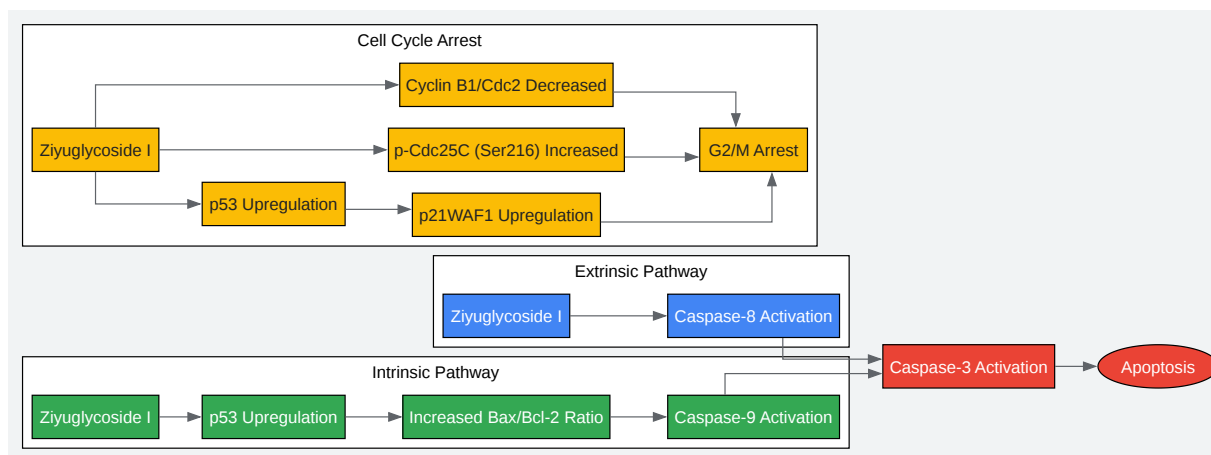 Cell Cycle Arrest
Cyclin B1/Cdc2 Decreased
Ziyuglycoside I
p-Cdc25C (Ser216) Increased
G2/M Arrest
p53 Upregulation
p21WAF1 Upregulation
Extrinsic Pathway
Ziyuglycoside I
Caspase-8 Activation
Caspase-3 Activation
Apoptosis
Intrinsic Pathway
Ziyuglycoside I
p53 Upregulation
Increased Bax/Bcl-2 Ratio
Caspase-9 Activation